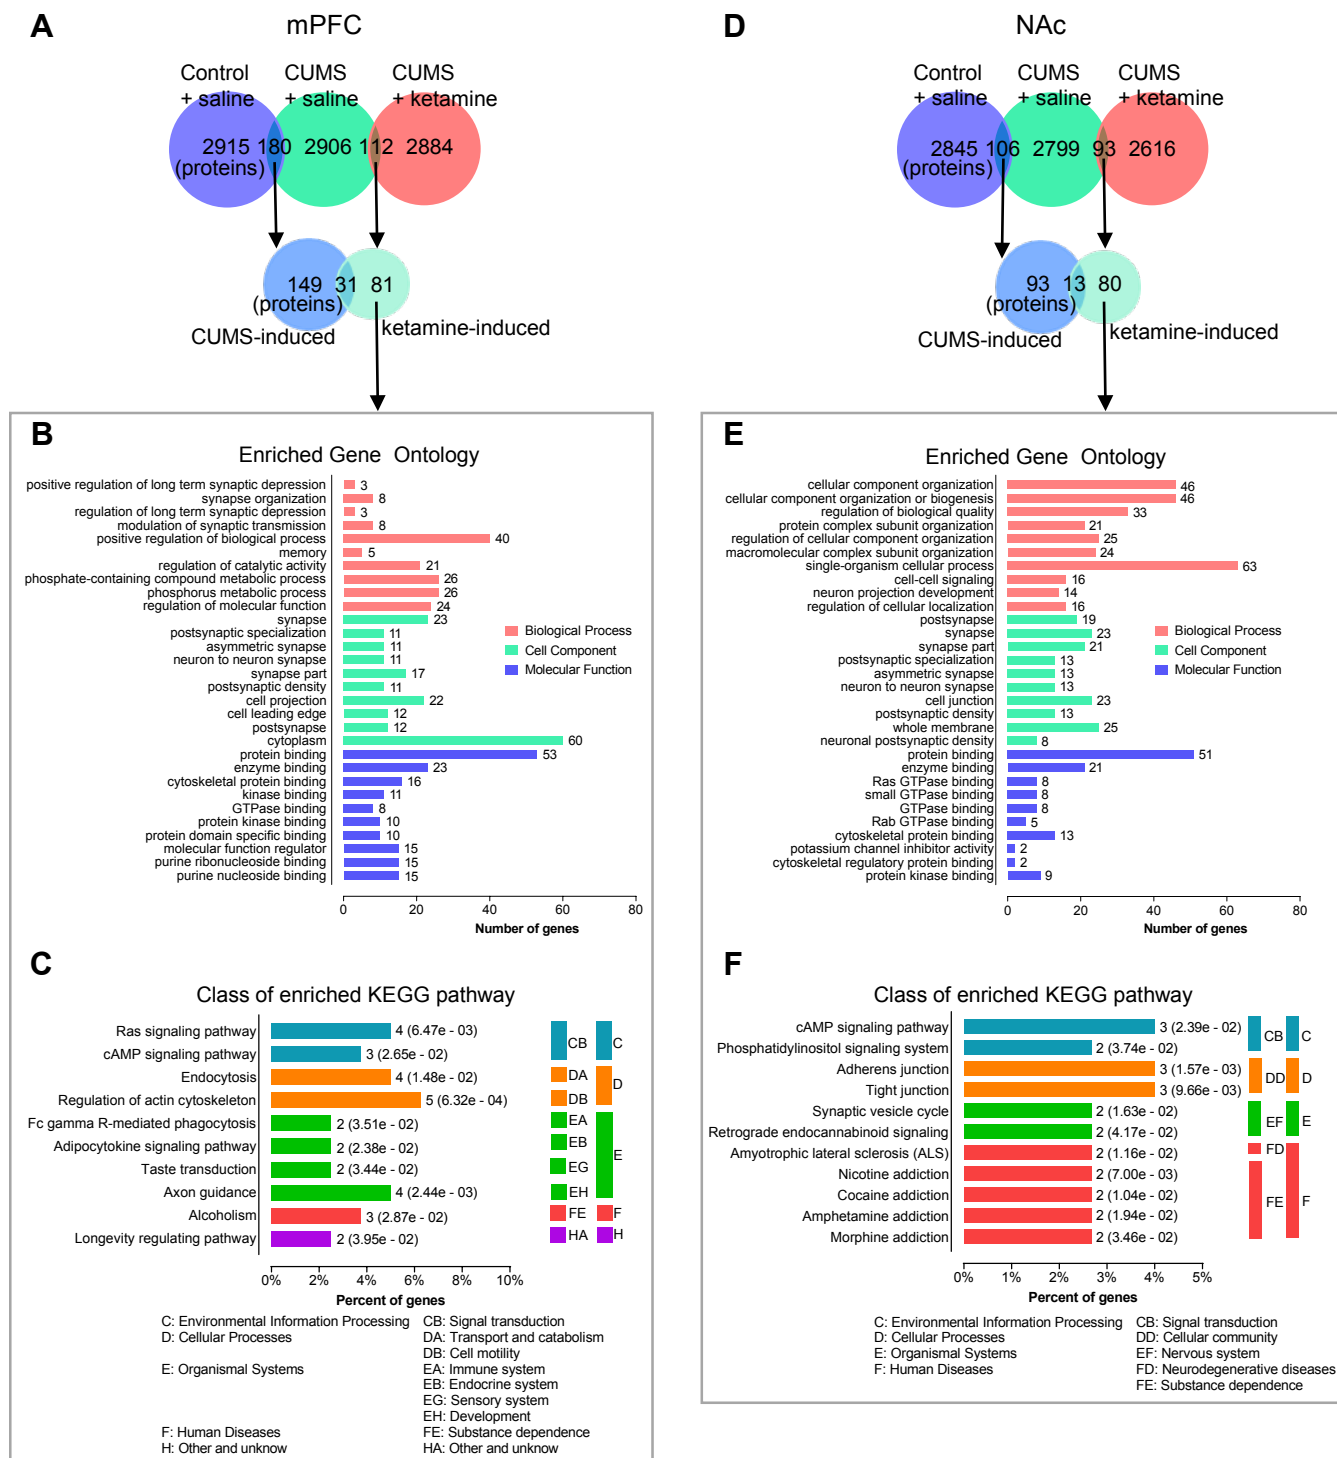 A
mPFC
Control
+ saline
CUMS
+ saline
CUMS
+ ketamine
2915 180 2906 112 2884
(proteins)
149 31 81
(proteins)
CUMS-induced
ketamine-induced
D
NAc
Control
+ saline
CUMS
+ saline
CUMS
+ ketamine
2845 106 2799 93 2616
(proteins)
93 13 80
(proteins)
CUMS-induced
ketamine-induced
B
Enriched Gene Ontology
positive regulation of long term synaptic depression 3
synapse organization 8
regulation of long term synaptic depression 3
modulation of synaptic transmission 8
positive regulation of biological process 40
memory 5
regulation of catalytic activity 21
phosphate-containing compound metabolic process 26
phosphorus metabolic process 26
regulation of molecular function 24
synapse 23
postsynaptic specialization 11
asymmetric synapse 11
neuron to neuron synapse 11
synapse part 17
postsynaptic density 11
cell projection 22
cell leading edge 12
postsynapse 12
cytoplasm 60
protein binding 53
enzyme binding 23
cytoskeletal protein binding 16
kinase binding 11
GTPase binding 8
protein kinase binding 10
protein domain specific binding 10
molecular function regulator 15
purine ribonucleoside binding 15
purine nucleoside binding 15
Biological Process
Cell Component
Molecular Function
0 20 40 60 80
Number of genes
C
Class of enriched KEGG pathway
Ras signaling pathway 4 (6.47e - 03)
cAMP signaling pathway 3 (2.65e - 02)
Endocytosis 4 (1.48e - 02)
Regulation of actin cytoskeleton 5 (6.32e - 04)
Fc gamma R-mediated phagocytosis 2 (3.51e - 02)
Adipocytokine signaling pathway 2 (2.38e - 02)
Taste transduction 2 (3.44e - 02)
Axon guidance 4 (2.44e - 03)
Alcoholism 3 (2.87e - 02)
Longevity regulating pathway 2 (3.95e - 02)
CB C
DA
D
DB
EA
EB
E
EG
EH
FE F
HA H
0% 2% 4% 6% 8% 10%
Percent of genes
C: Environmental Information Processing CB: Signal transduction
D: Cellular Processes DA: Transport and catabolism
DB: Cell motility
E: Organismal Systems EA: Immune system
EB: Endocrine system
EG: Sensory system
EH: Development
F: Human Diseases FE: Substance dependence
H: Other and unknow HA: Other and unknow
E
Enriched Gene Ontology
cellular component organization 46
cellular component organization or biogenesis 46
regulation of biological quality 33
protein complex subunit organization 21
regulation of cellular component organization 25
macromolecular complex subunit organization 24
single-organism cellular process 63
cell-cell signaling 16
neuron projection development 14
regulation of cellular localization 16
postsynapse 19
synapse 23
synapse part 21
postsynaptic specialization 13
asymmetric synapse 13
neuron to neuron synapse 13
cell junction 23
postsynaptic density 13
whole membrane 25
neuronal postsynaptic density 8
protein binding 51
enzyme binding 21
Ras GTPase binding 8
small GTPase binding 8
GTPase binding 8
Rab GTPase binding 5
cytoskeletal protein binding 13
potassium channel inhibitor activity 2
cytoskeletal regulatory protein binding 2
protein kinase binding 9
Biological Process
Cell Component
Molecular Function
0 20 40 60 80
Number of genes
F
Class of enriched KEGG pathway
cAMP signaling pathway 3 (2.39e - 02)
Phosphatidylinositol signaling system 2 (3.74e - 02)
Adherens junction 3 (1.57e - 03)
Tight junction 3 (9.66e - 03)
Synaptic vesicle cycle 2 (1.63e - 02)
Retrograde endocannabinoid signaling 2 (4.17e - 02)
Amyotrophic lateral sclerosis (ALS) 2 (1.16e - 02)
Nicotine addiction 2 (7.00e - 03)
Cocaine addiction 2 (1.04e - 02)
Amphetamine addiction 2 (1.94e - 02)
Morphine addiction 2 (3.46e - 02)
CB C
DD D
EF E
FD
FE F
0% 1% 2% 3% 4% 5%
Percent of genes
C: Environmental Information Processing CB: Signal transduction
D: Cellular Processes DD: Cellular community
E: Organismal Systems EF: Nervous system
F: Human Diseases FD: Neurodegenerative diseases
FE: Substance dependence